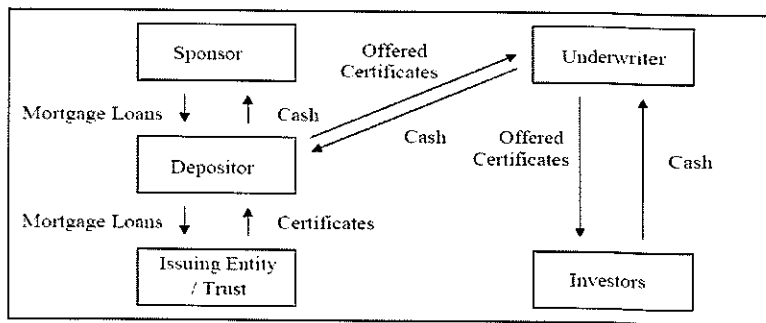 Sponsor
Offered
Certificates
Underwriter
Mortgage Loans
Cash
Cash
Offered
Certificates
Cash
Depositor
Mortgage Loans
Certificates
Issuing Entity
/ Trust
Investors